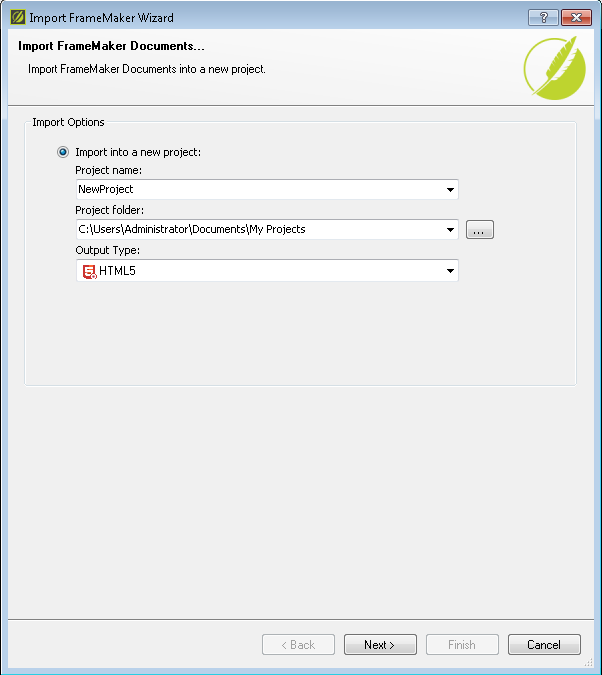 Import FrameMaker Wizard
?
Import FrameMaker Documents...
Import FrameMaker Documents into a new project.
Import Options
Import into a new project:
Project name:
NewProject
Project folder:
C:\Users\Administrator\Documents\My Projects
...
Output Type:
HTML5
< Back Next > Finish Cancel